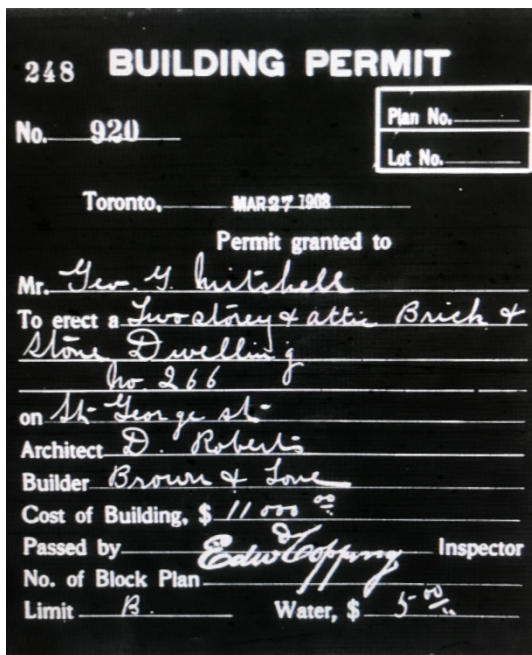 248 BUILDING PERMIT
Plan No.
No. 920
Lot No.
Toronto, MAR 27 1908
Permit granted to
Mr. Geo. G. Mitchell
To erect a Two storey & attic Brick &
Stone Dwelling
No. 266
on St. George st.
Architect D. Roberts
Builder Brown & Love
Cost of Building, $ 11000 00
Passed by Edw Copping Inspector
No. of Block Plan
Limit B. Water, $ 5 00